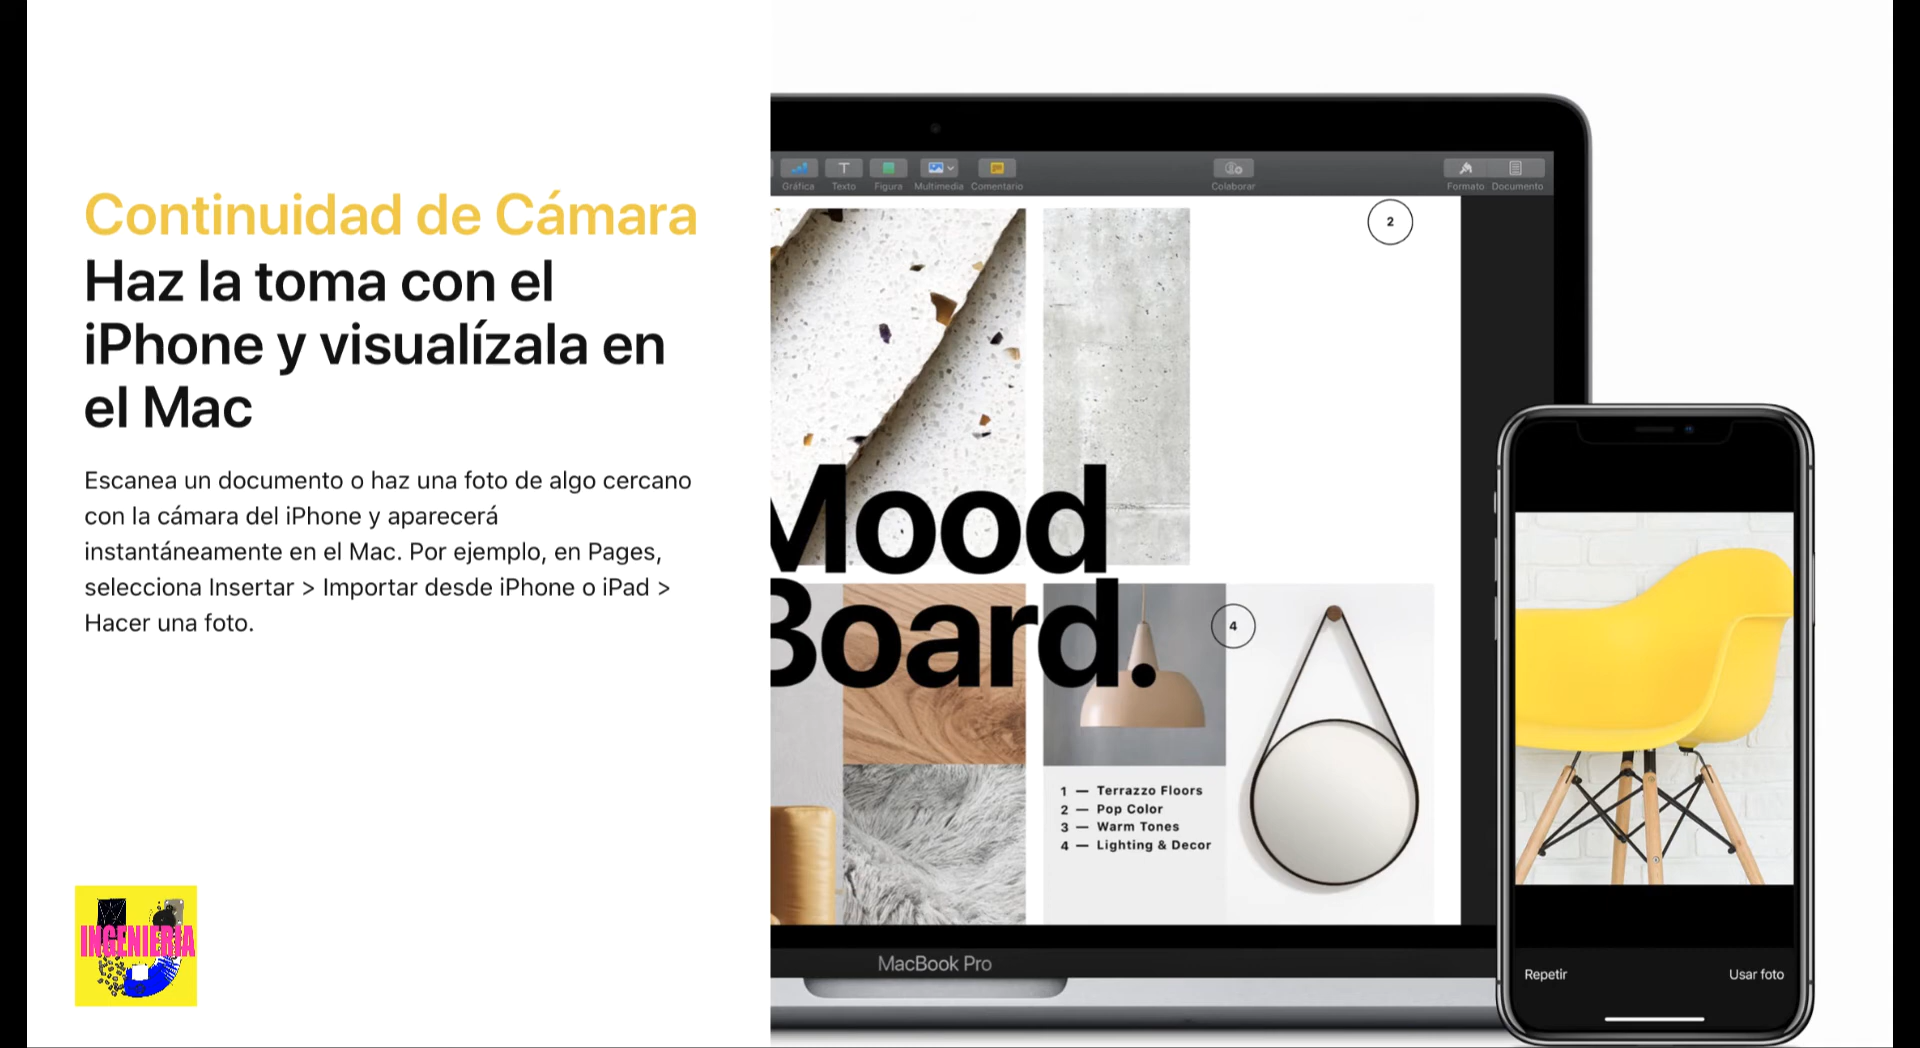 Continuidad de Cámara
Haz la toma con el
iPhone y visualízala en
el Mac
Escanea un documento o haz una foto de algo cercano
con la cámara del iPhone y aparecerá
instantáneamente en el Mac. Por ejemplo, en Pages,
selecciona Insertar > Importar desde iPhone o iPad >
Hacer una foto.
INGENIERIA
Gráfica Texto Figura Multimedia Comentario Colaborar Formato Documento
2
Mood
Board.
4
1 — Terrazzo Floors
2 — Pop Color
3 — Warm Tones
4 — Lighting & Decor
MacBook Pro
Repetir Usar foto